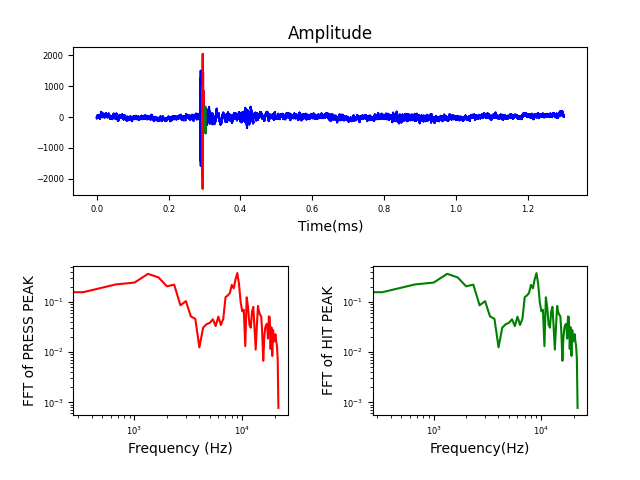 Amplitude
2000
1000
0
−1000
−2000
0.0 0.2 0.4 0.6 0.8 1.0 1.2
Time(ms)
FFT of PRESS PEAK
10⁻¹
10⁻²
10⁻³
10³ 10⁴
Frequency (Hz)
FFT of HIT PEAK
10⁻¹
10⁻²
10⁻³
10³ 10⁴
Frequency(Hz)